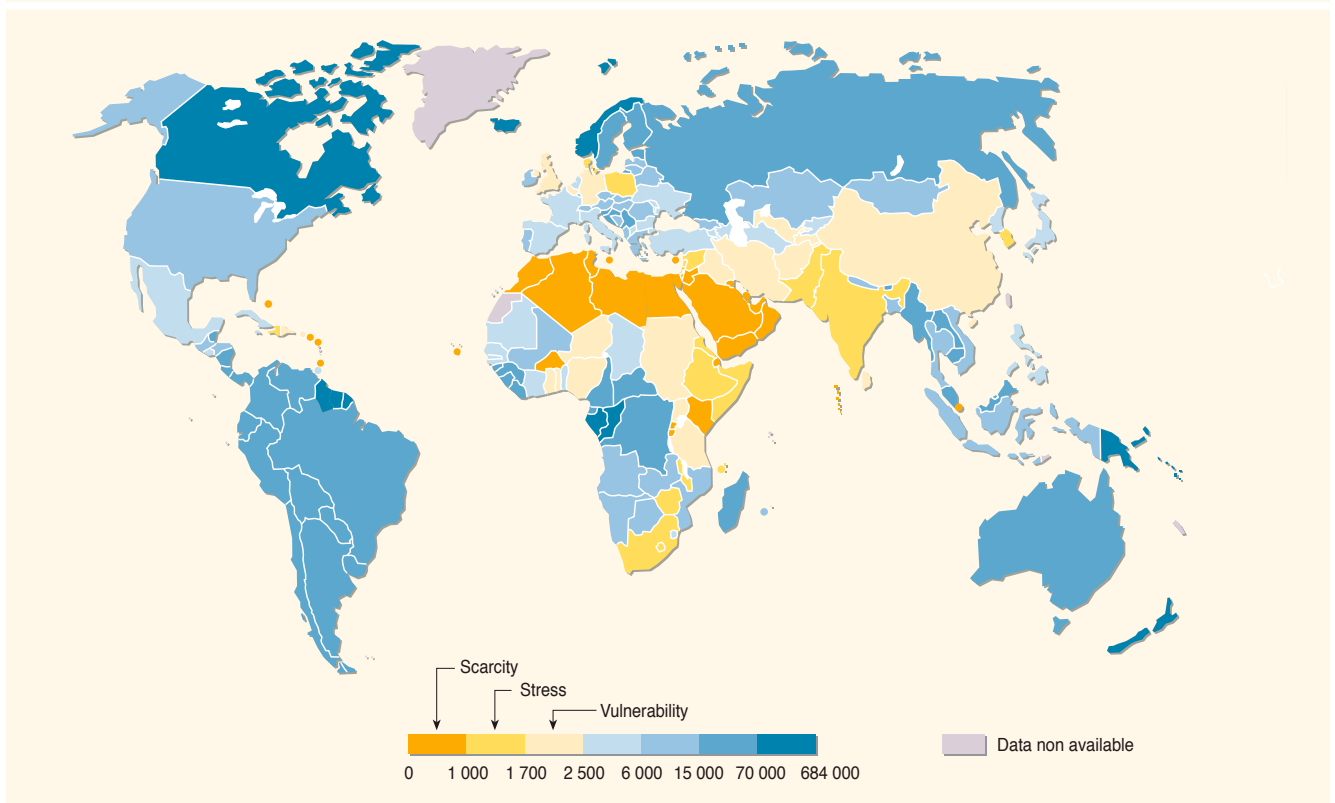 Scarcity
Stress
Vulnerability
0 1 000 1 700 2 500 6 000 15 000 70 000 684 000
Data non available